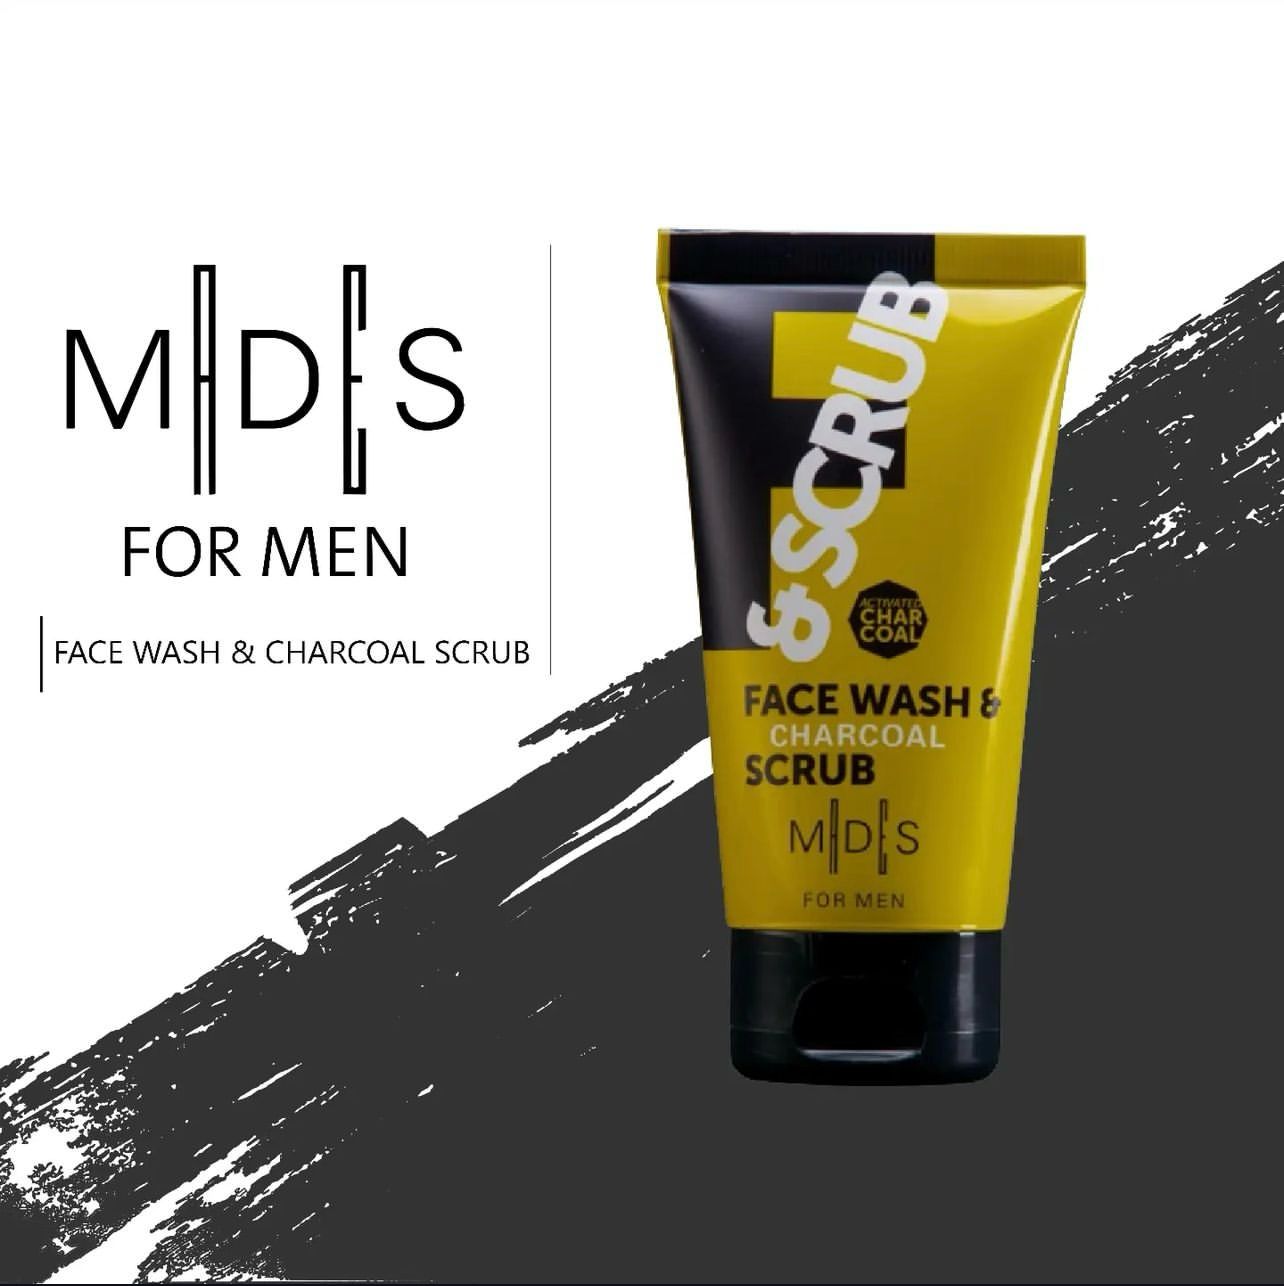 MADES
FOR MEN
FACE WASH & CHARCOAL SCRUB
& SCRUB
ACTIVATED
CHAR
COAL
FACE WASH &
CHARCOAL
SCRUB
MADES
FOR MEN